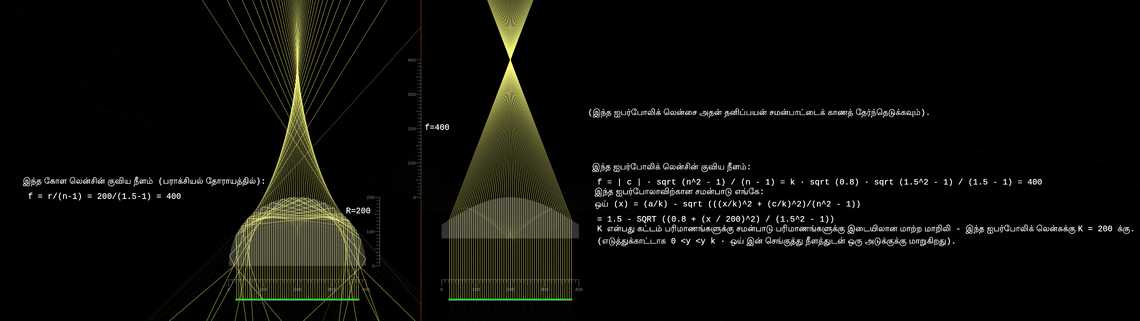 இந்த கோள லென்சின் குவிய நீளம் (பராக்சியல் தோராயத்தில்):
f = r/(n-1) = 200/(1.5-1) = 400
R=200
f=400
(இந்த ஐபர்போலிக் லென்சை அதன் தனிப்பயன் சமன்பாட்டைக் காணத் தேர்ந்தெடுக்கவும்).
இந்த ஐபர்போலிக் லென்சின் குவிய நீளம்:
f = | c | · sqrt (n^2 - 1) / (n - 1) = k · sqrt (0.8) · sqrt (1.5^2 - 1) / (1.5 - 1) = 400
இந்த ஐபர்போலாவிற்கான சமன்பாடு எங்கே:
ஒய் (x) = (a/k) - sqrt (((x/k)^2 + (c/k)^2)/(n^2 - 1))
= 1.5 - SQRT ((0.8 + (x / 200)^2) / (1.5^2 - 1))
K என்பது கட்டம் பரிமாணங்களுக்கு சமன்பாடு பரிமாணங்களுக்கு இடையிலான மாற்ற மாறிலி - இந்த ஐபர்போலிக் லென்சுக்கு K = 200 க்கு.
(எடுத்துக்காட்டாக 0 <y <y k · ஒய் இன் செங்குத்து நீளத்துடன் ஒரு அடுக்குக்கு மாறுகிறது).